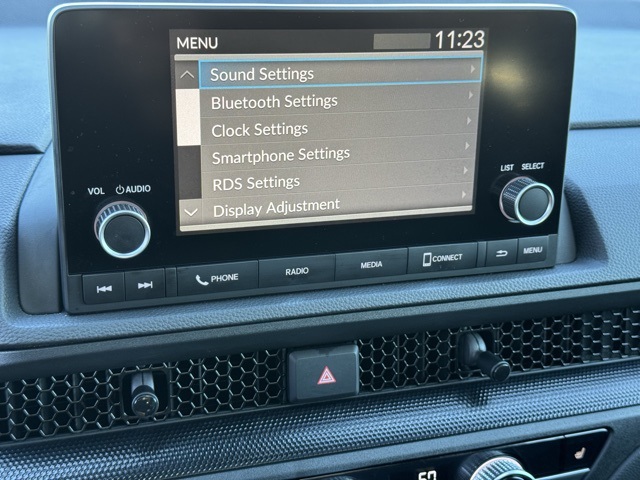 MENU 11:23
Sound Settings
Bluetooth Settings
Clock Settings
Smartphone Settings
RDS Settings
Display Adjustment
VOL AUDIO
LIST SELECT
PHONE RADIO MEDIA CONNECT MENU